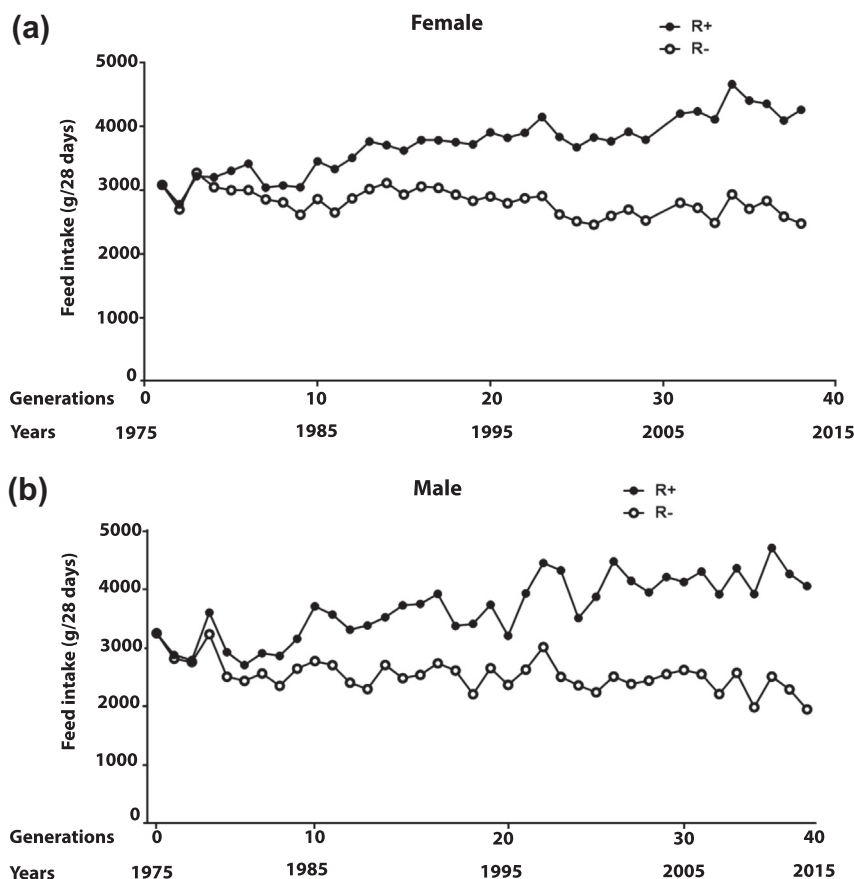 (a)
Female
R+
R-
Feed intake (g/28 days)
5000
4000
3000
2000
1000
0
Generations 0 10 20 30 40
Years 1975 1985 1995 2005 2015
(b)
Male
R+
R-
Feed intake (g/28 days)
5000
4000
3000
2000
1000
0
Generations 0 10 20 30 40
Years 1975 1985 1995 2005 2015